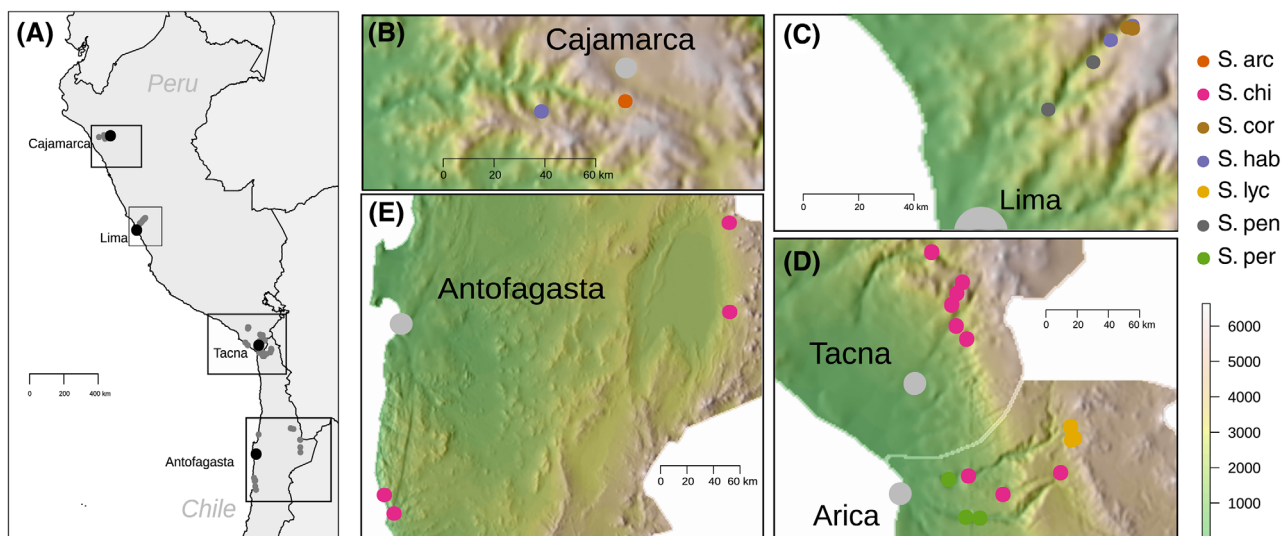 (A)
Peru
Cajamarca
Lima
Tacna
Antofagasta
Chile
0 200 400 km
(B)
Cajamarca
0 20 40 60 km
(C)
Lima
0 20 40 km
S. arc
S. chi
S. cor
S. hab
S. lyc
S. pen
S. per
(E)
Antofagasta
0 20 40 60 km
(D)
Tacna
Arica
0 20 40 60 km
6000
5000
4000
3000
2000
1000